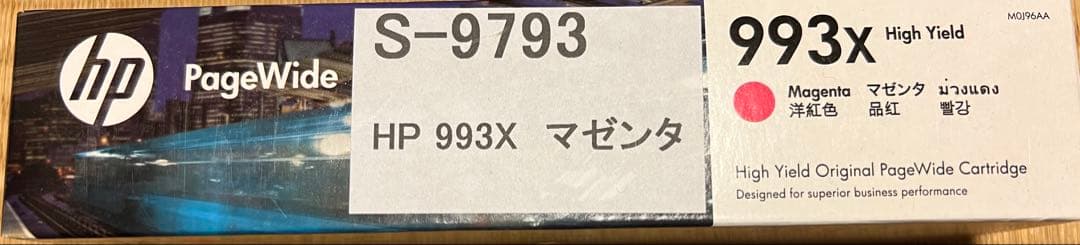 hp
PageWide
S-9793
HP 993X マゼンタ
993X High Yield
M0J96AA
Magenta マゼンタ ม่วงแดง
洋紅色 品红 빨강
High Yield Original PageWide Cartridge
Designed for superior business performance